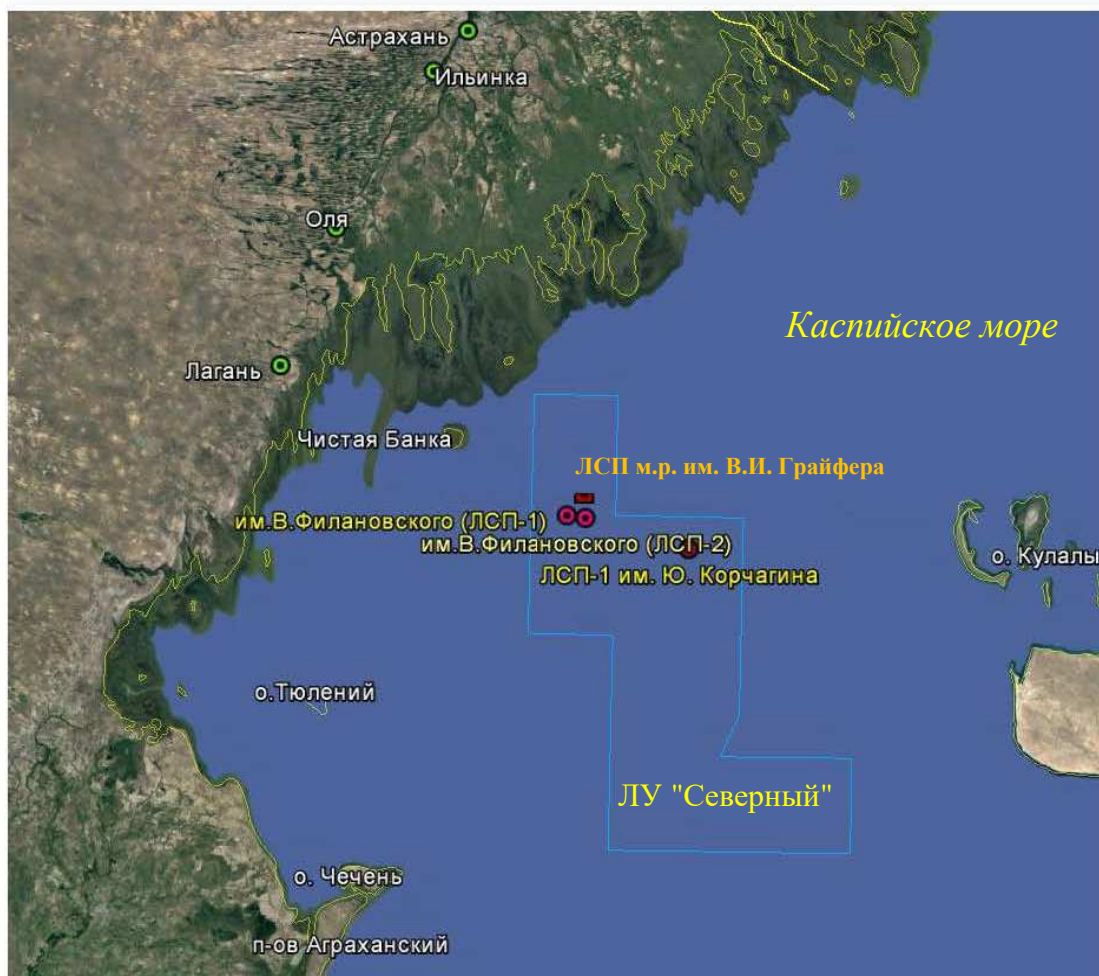 Астрахань
Ильинка
Оля
Каспийское море
Лагань
Чистая Банка
ЛСП м.р. им. В.И. Грайфера
им.В.Филановского (ЛСП-1)
им.В.Филановского (ЛСП-2)
о. Кулалы
ЛСП-1 им. Ю. Корчагина
о.Тюлений
ЛУ "Северный"
о. Чечень
п-ов Аграханский